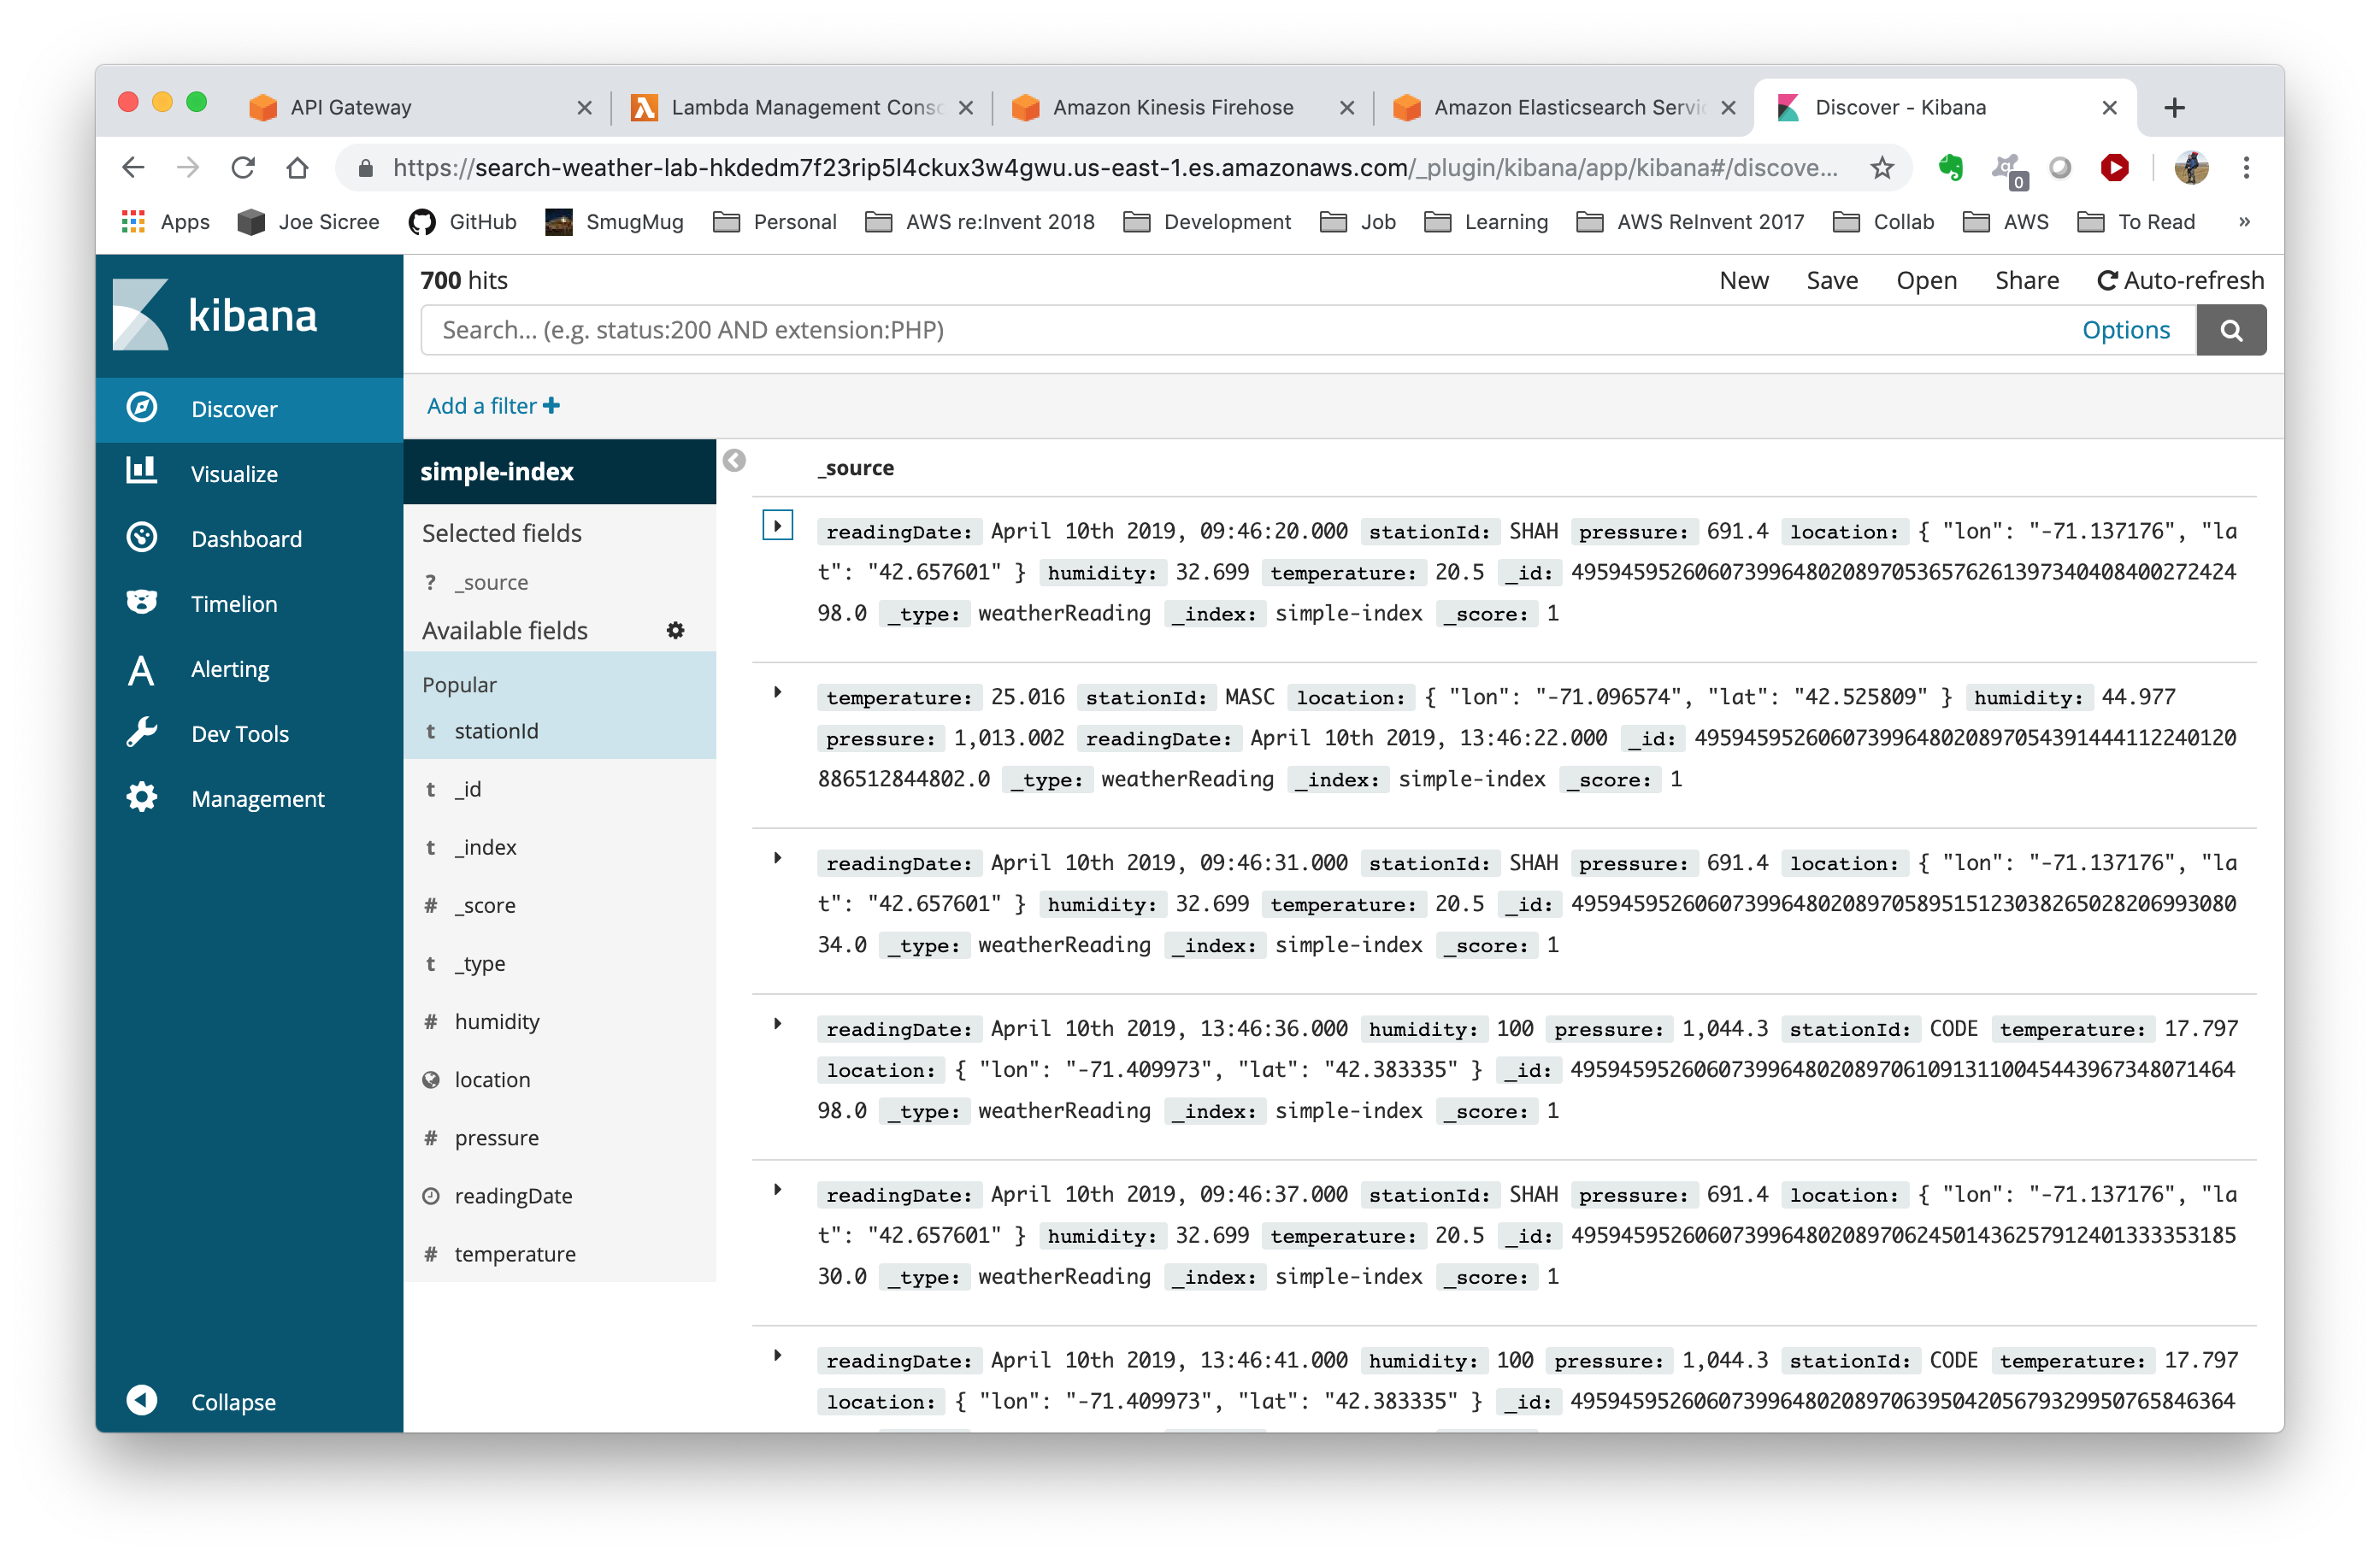 API Gateway
Lambda Management Consc
Amazon Kinesis Firehose
Amazon Elasticsearch Servi
Discover - Kibana
https://search-weather-lab-hkdedm7f23rip5l4ckux3w4gwu.us-east-1.es.amazonaws.com/_plugin/kibana/app/kibana#/discove...
0
Apps
Joe Sicree
GitHub
SmugMug
Personal
AWS re:Invent 2018
Development
Job
Learning
AWS ReInvent 2017
Collab
AWS
To Read
»
kibana
Discover
Visualize
Dashboard
Timelion
Alerting
Dev Tools
Management
Collapse
700 hits
New Save Open Share Auto-refresh
Search... (e.g. status:200 AND extension:PHP)
Options
Add a filter +
simple-index
Selected fields
? _source
Available fields
Popular
t stationId
t _id
t _index
# _score
t _type
# humidity
location
# pressure
readingDate
# temperature
_source
readingDate: April 10th 2019, 09:46:20.000 stationId: SHAH pressure: 691.4 location: { "lon": "-71.137176", "la
t": "42.657601" } humidity: 32.699 temperature: 20.5 _id: 495945952606073996480208970536576261397340408400272424
98.0 _type: weatherReading _index: simple-index _score: 1
temperature: 25.016 stationId: MASC location: { "lon": "-71.096574", "lat": "42.525809" } humidity: 44.977
pressure: 1,013.002 readingDate: April 10th 2019, 13:46:22.000 _id: 49594595260607399648020897054391444112240120
886512844802.0 _type: weatherReading _index: simple-index _score: 1
readingDate: April 10th 2019, 09:46:31.000 stationId: SHAH pressure: 691.4 location: { "lon": "-71.137176", "la
t": "42.657601" } humidity: 32.699 temperature: 20.5 _id: 495945952606073996480208970589515123038265028206993080
34.0 _type: weatherReading _index: simple-index _score: 1
readingDate: April 10th 2019, 13:46:36.000 humidity: 100 pressure: 1,044.3 stationId: CODE temperature: 17.797
location: { "lon": "-71.409973", "lat": "42.383335" } _id: 495945952606073996480208970610913110045443967348071464
98.0 _type: weatherReading _index: simple-index _score: 1
readingDate: April 10th 2019, 09:46:37.000 stationId: SHAH pressure: 691.4 location: { "lon": "-71.137176", "la
t": "42.657601" } humidity: 32.699 temperature: 20.5 _id: 495945952606073996480208970624501436257912401333353185
30.0 _type: weatherReading _index: simple-index _score: 1
readingDate: April 10th 2019, 13:46:41.000 humidity: 100 pressure: 1,044.3 stationId: CODE temperature: 17.797
location: { "lon": "-71.409973", "lat": "42.383335" } _id: 495945952606073996480208970639504205679329950765846364